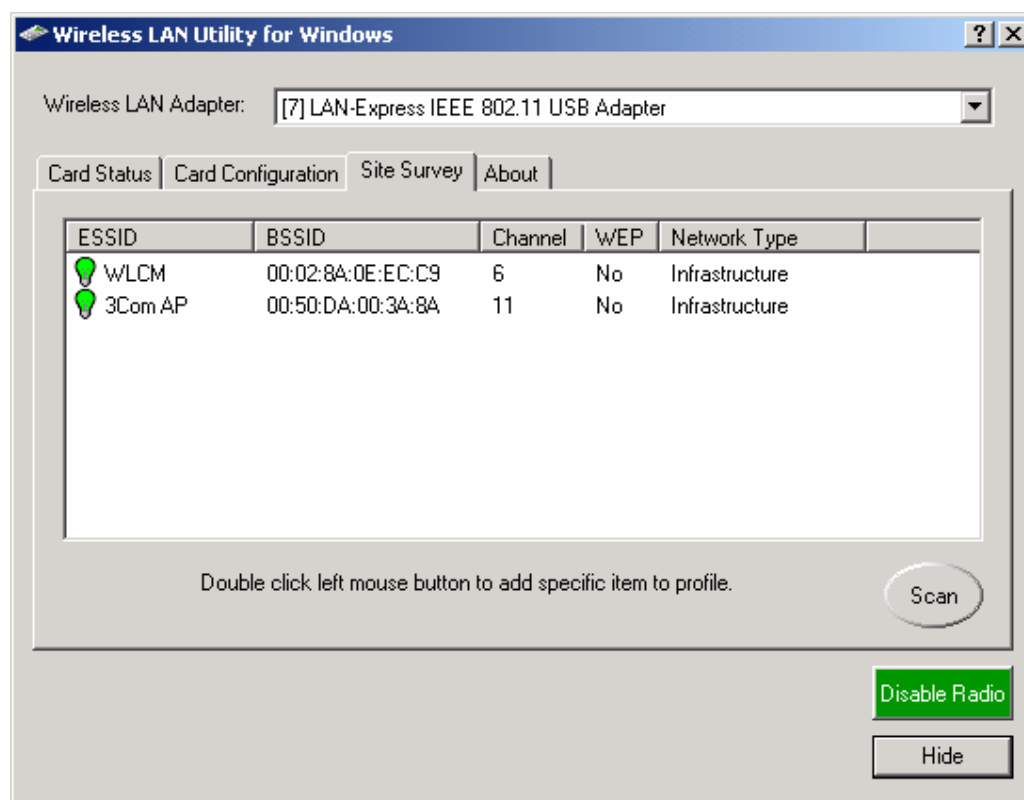 Wireless LAN Utility for Windows
Wireless LAN Adapter: [7] LAN-Express IEEE 802.11 USB Adapter
Card Status Card Configuration Site Survey About
ESSID BSSID Channel WEP Network Type
WLCM 00:02:8A:0E:EC:C9 6 No Infrastructure
3Com AP 00:50:DA:00:3A:8A 11 No Infrastructure
Double click left mouse button to add specific item to profile.
Scan
Disable Radio
Hide